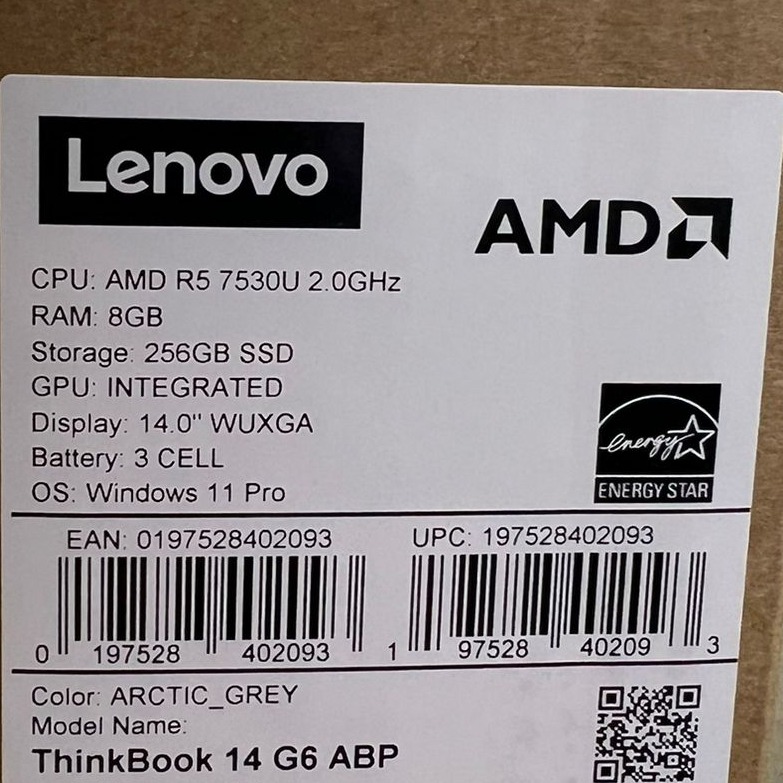 Lenovo
AMD
CPU: AMD R5 7530U 2.0GHz
RAM: 8GB
Storage: 256GB SSD
GPU: INTEGRATED
Display: 14.0" WUXGA
Battery: 3 CELL
OS: Windows 11 Pro
energy
ENERGY STAR
EAN: 0197528402093
UPC: 197528402093
0 197528 402093
1 97528 40209 3
Color: ARCTIC_GREY
Model Name:
ThinkBook 14 G6 ABP